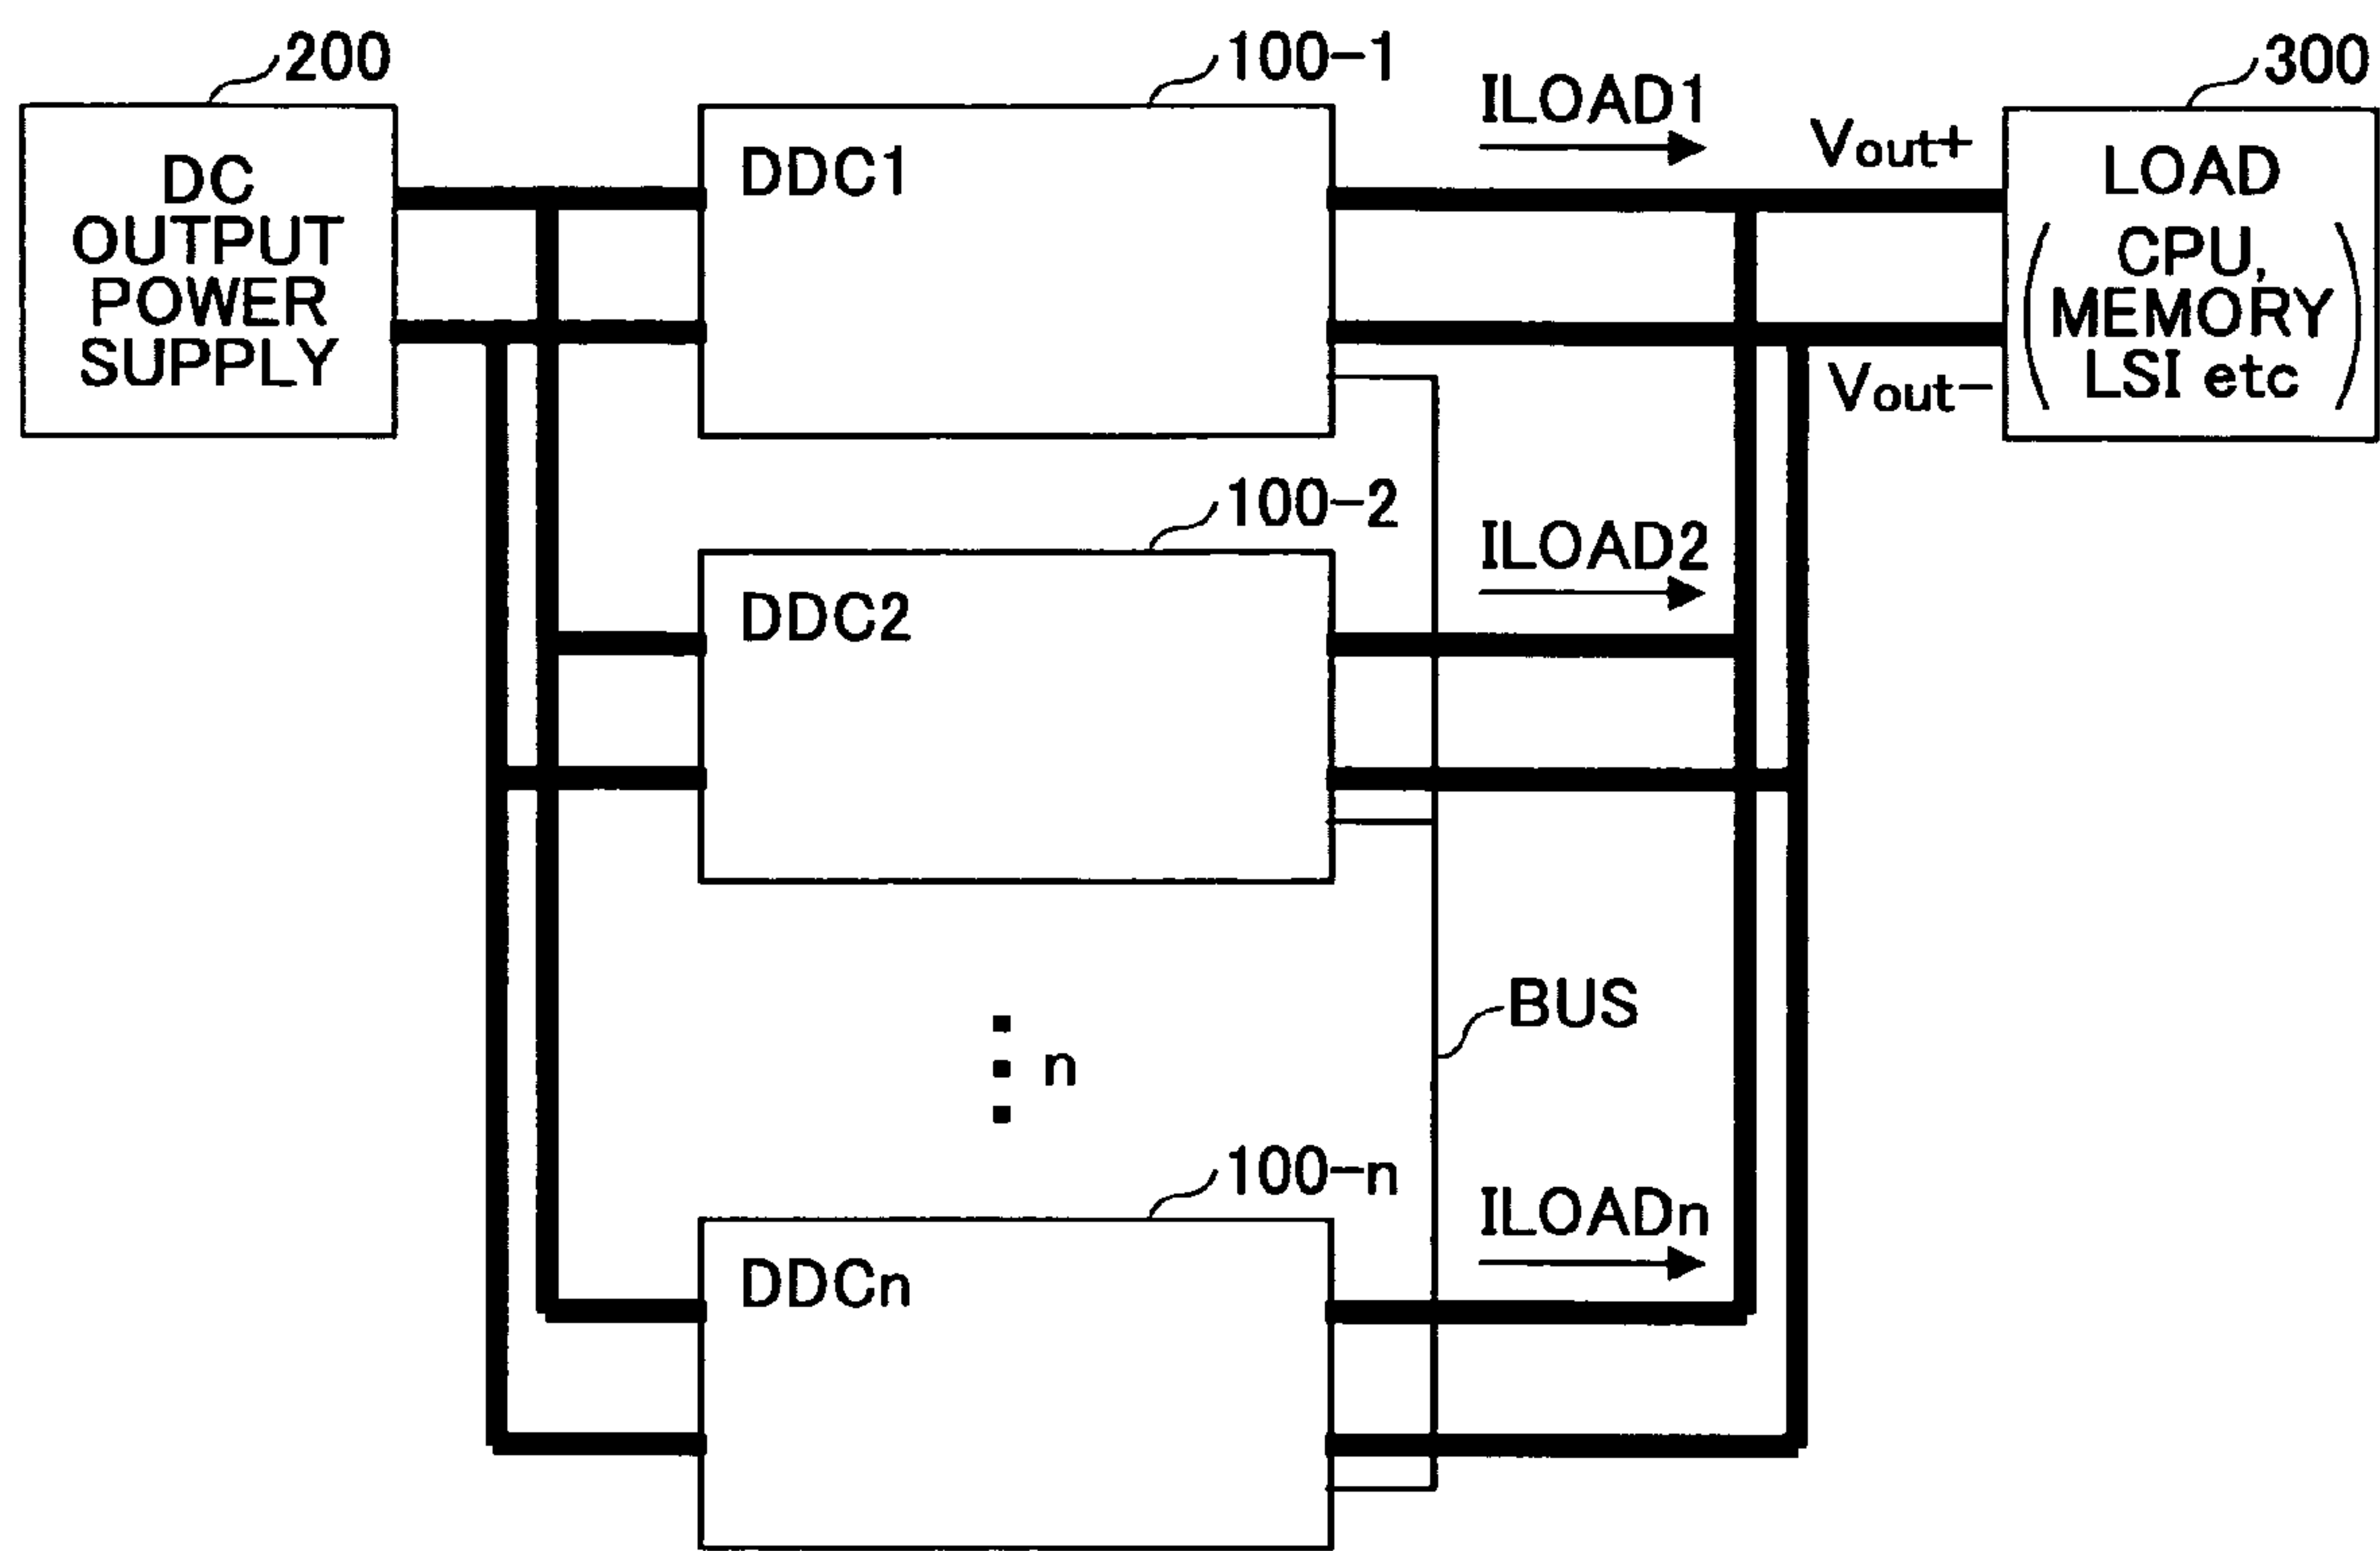 200
100-1
300
ILOAD1
Vout+
DC
OUTPUT
POWER
SUPPLY
DDC1
LOAD
CPU,
MEMORY
LSI etc
Vout-
100-2
ILOAD2
DDC2
BUS
n
100-n
ILOADn
DDCn